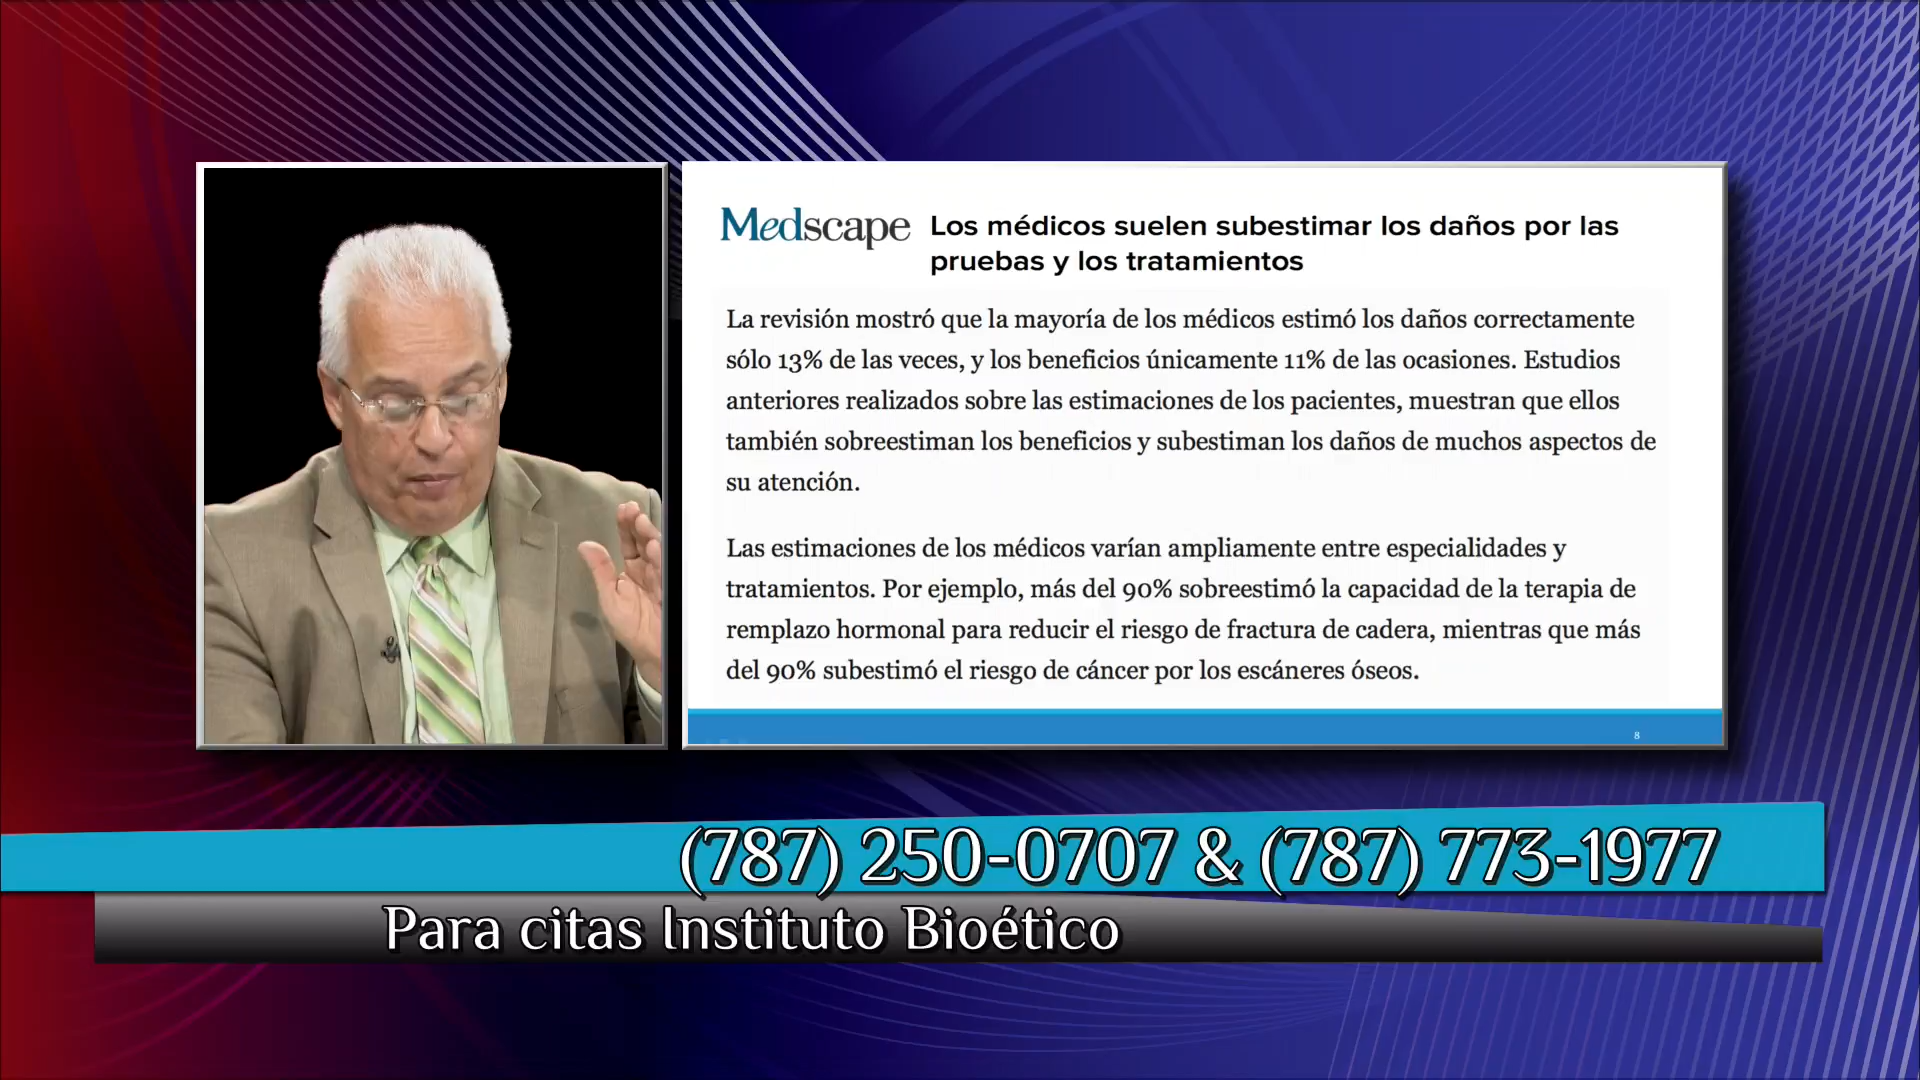 Medscape
Los médicos suelen subestimar los daños por las
pruebas y los tratamientos
La revisión mostró que la mayoría de los médicos estimó los daños correctamente
sólo 13% de las veces, y los beneficios únicamente 11% de las ocasiones. Estudios
anteriores realizados sobre las estimaciones de los pacientes, muestran que ellos
también sobreestiman los beneficios y subestiman los daños de muchos aspectos de
su atención.
Las estimaciones de los médicos varían ampliamente entre especialidades y
tratamientos. Por ejemplo, más del 90% sobreestimó la capacidad de la terapia de
remplazo hormonal para reducir el riesgo de fractura de cadera, mientras que más
del 90% subestimó el riesgo de cáncer por los escáneres óseos.
8
(787) 250-0707 & (787) 773-1977
Para citas Instituto Bioético